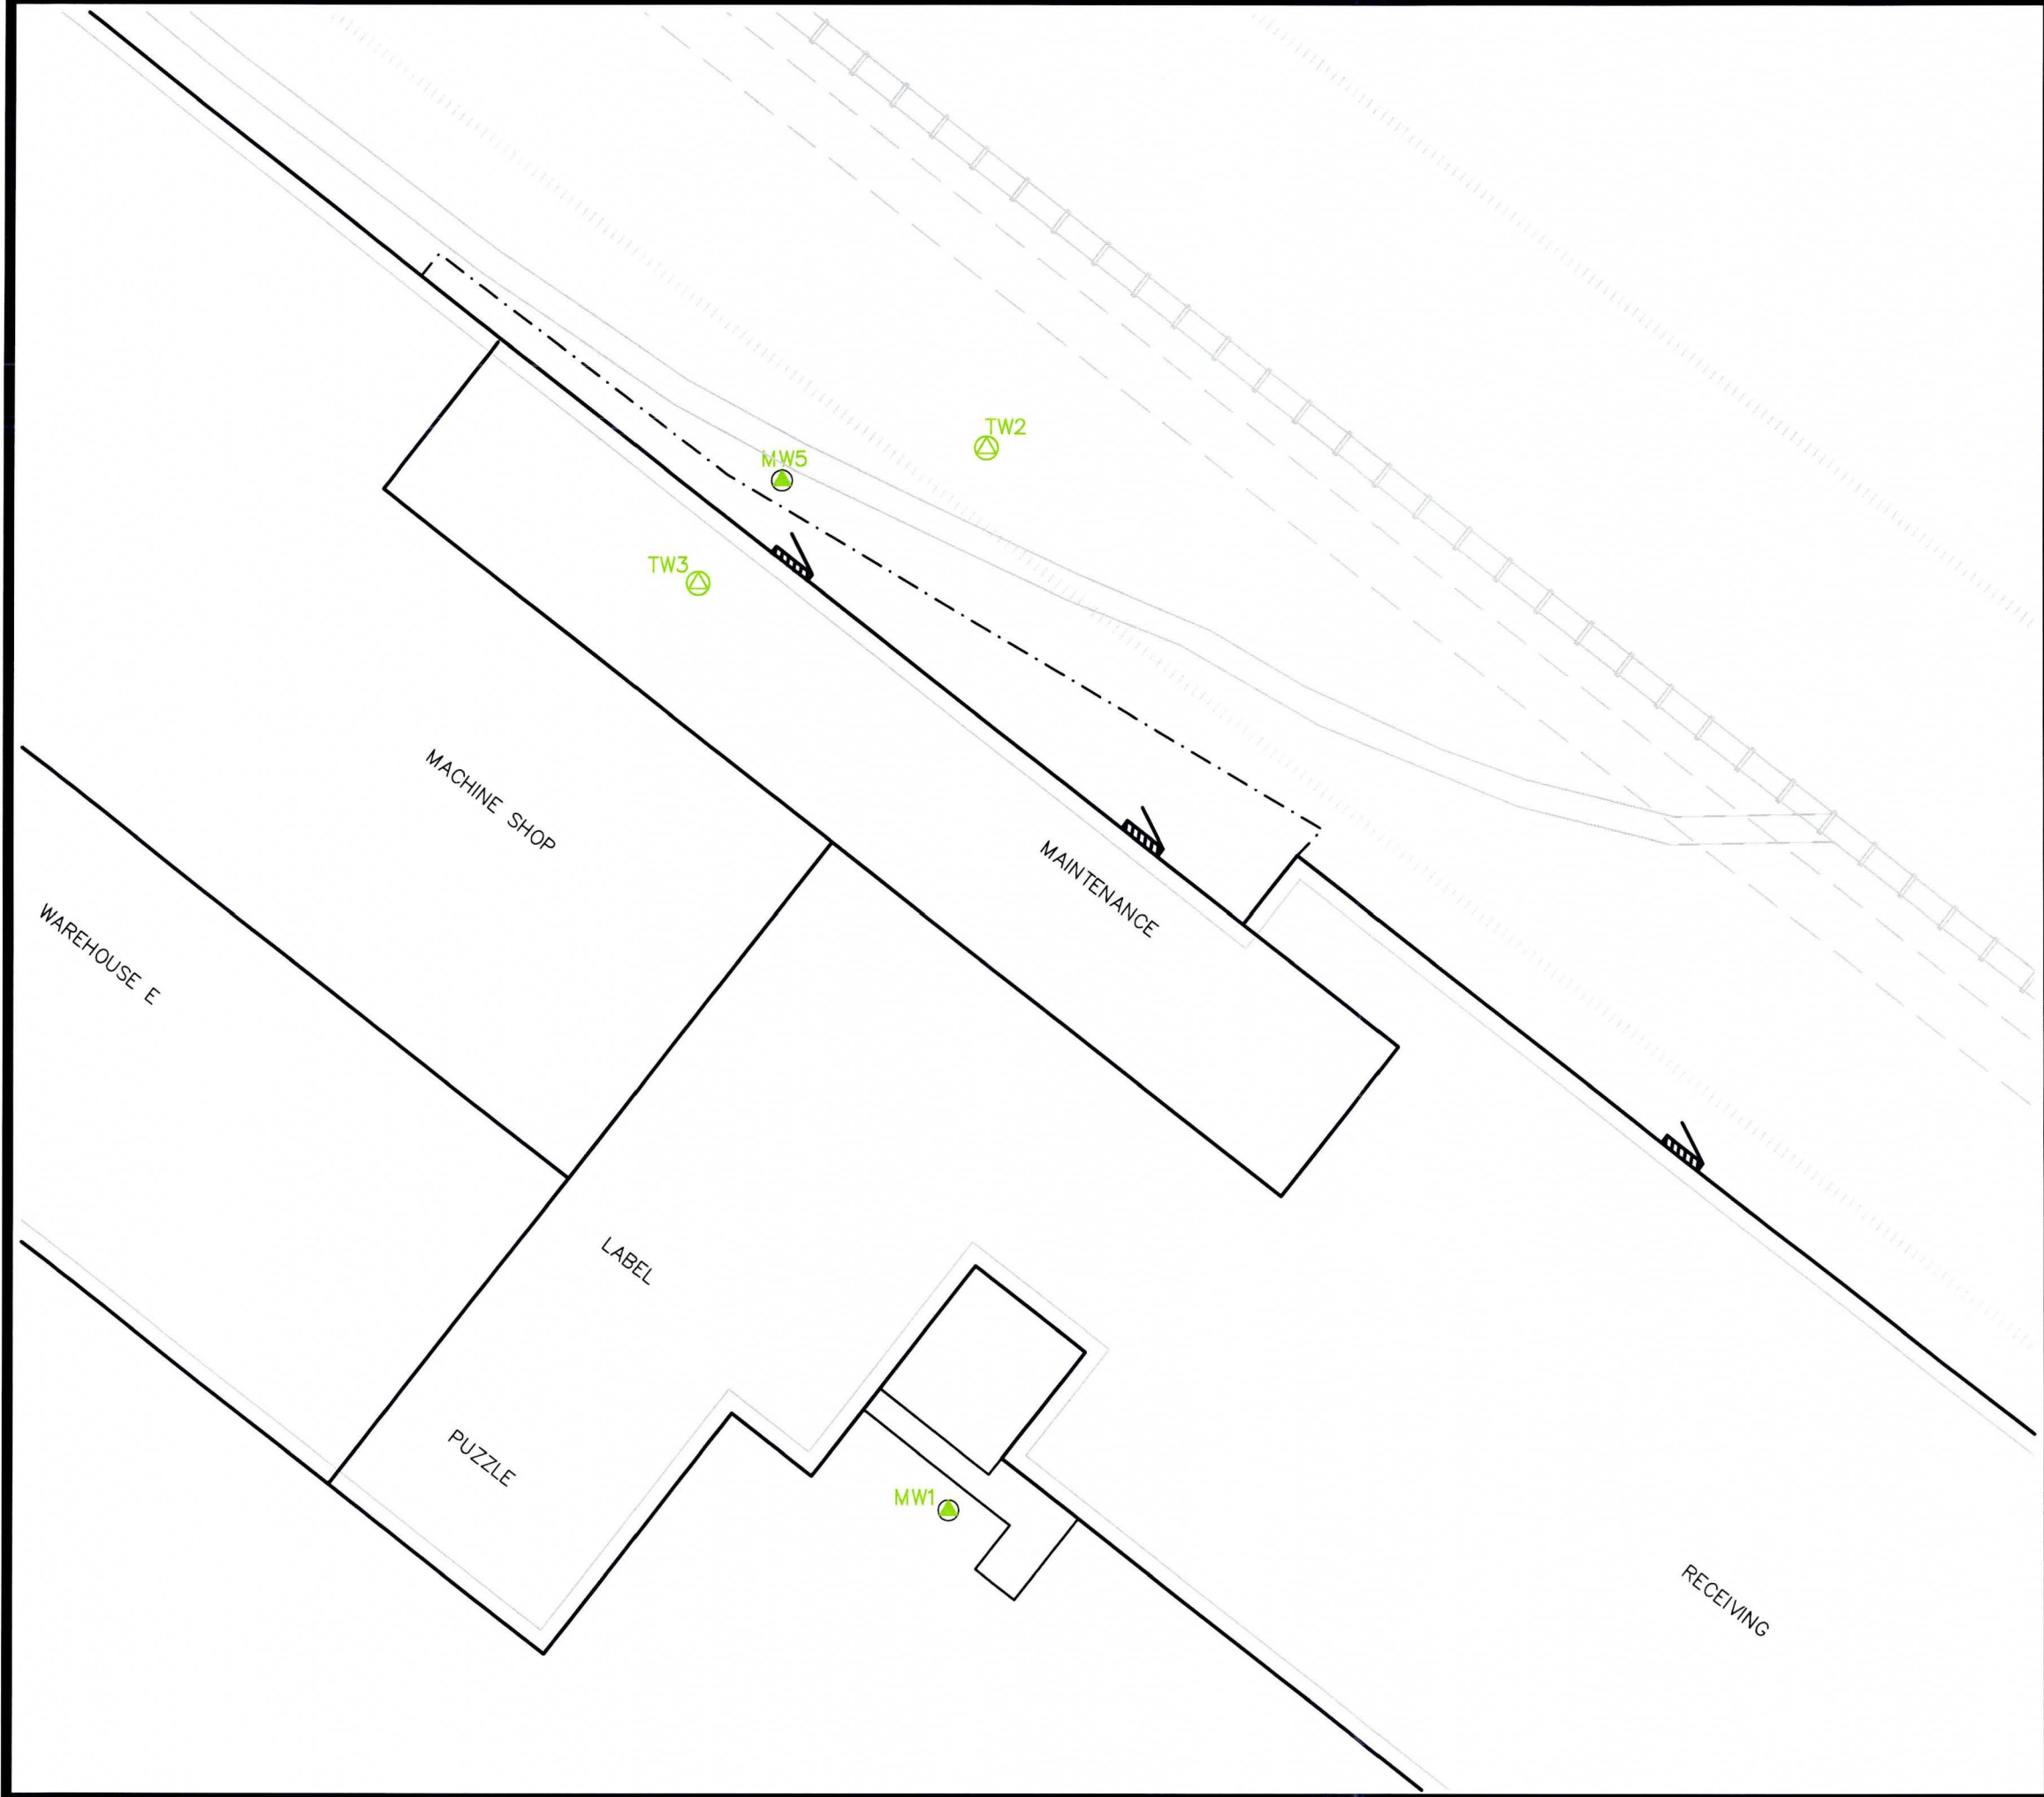 TW2
MW5
TW3
MACHINE SHOP
MAINTENANCE
WAREHOUSE E
LABEL
PUZZLE
MW1
RECEIVING